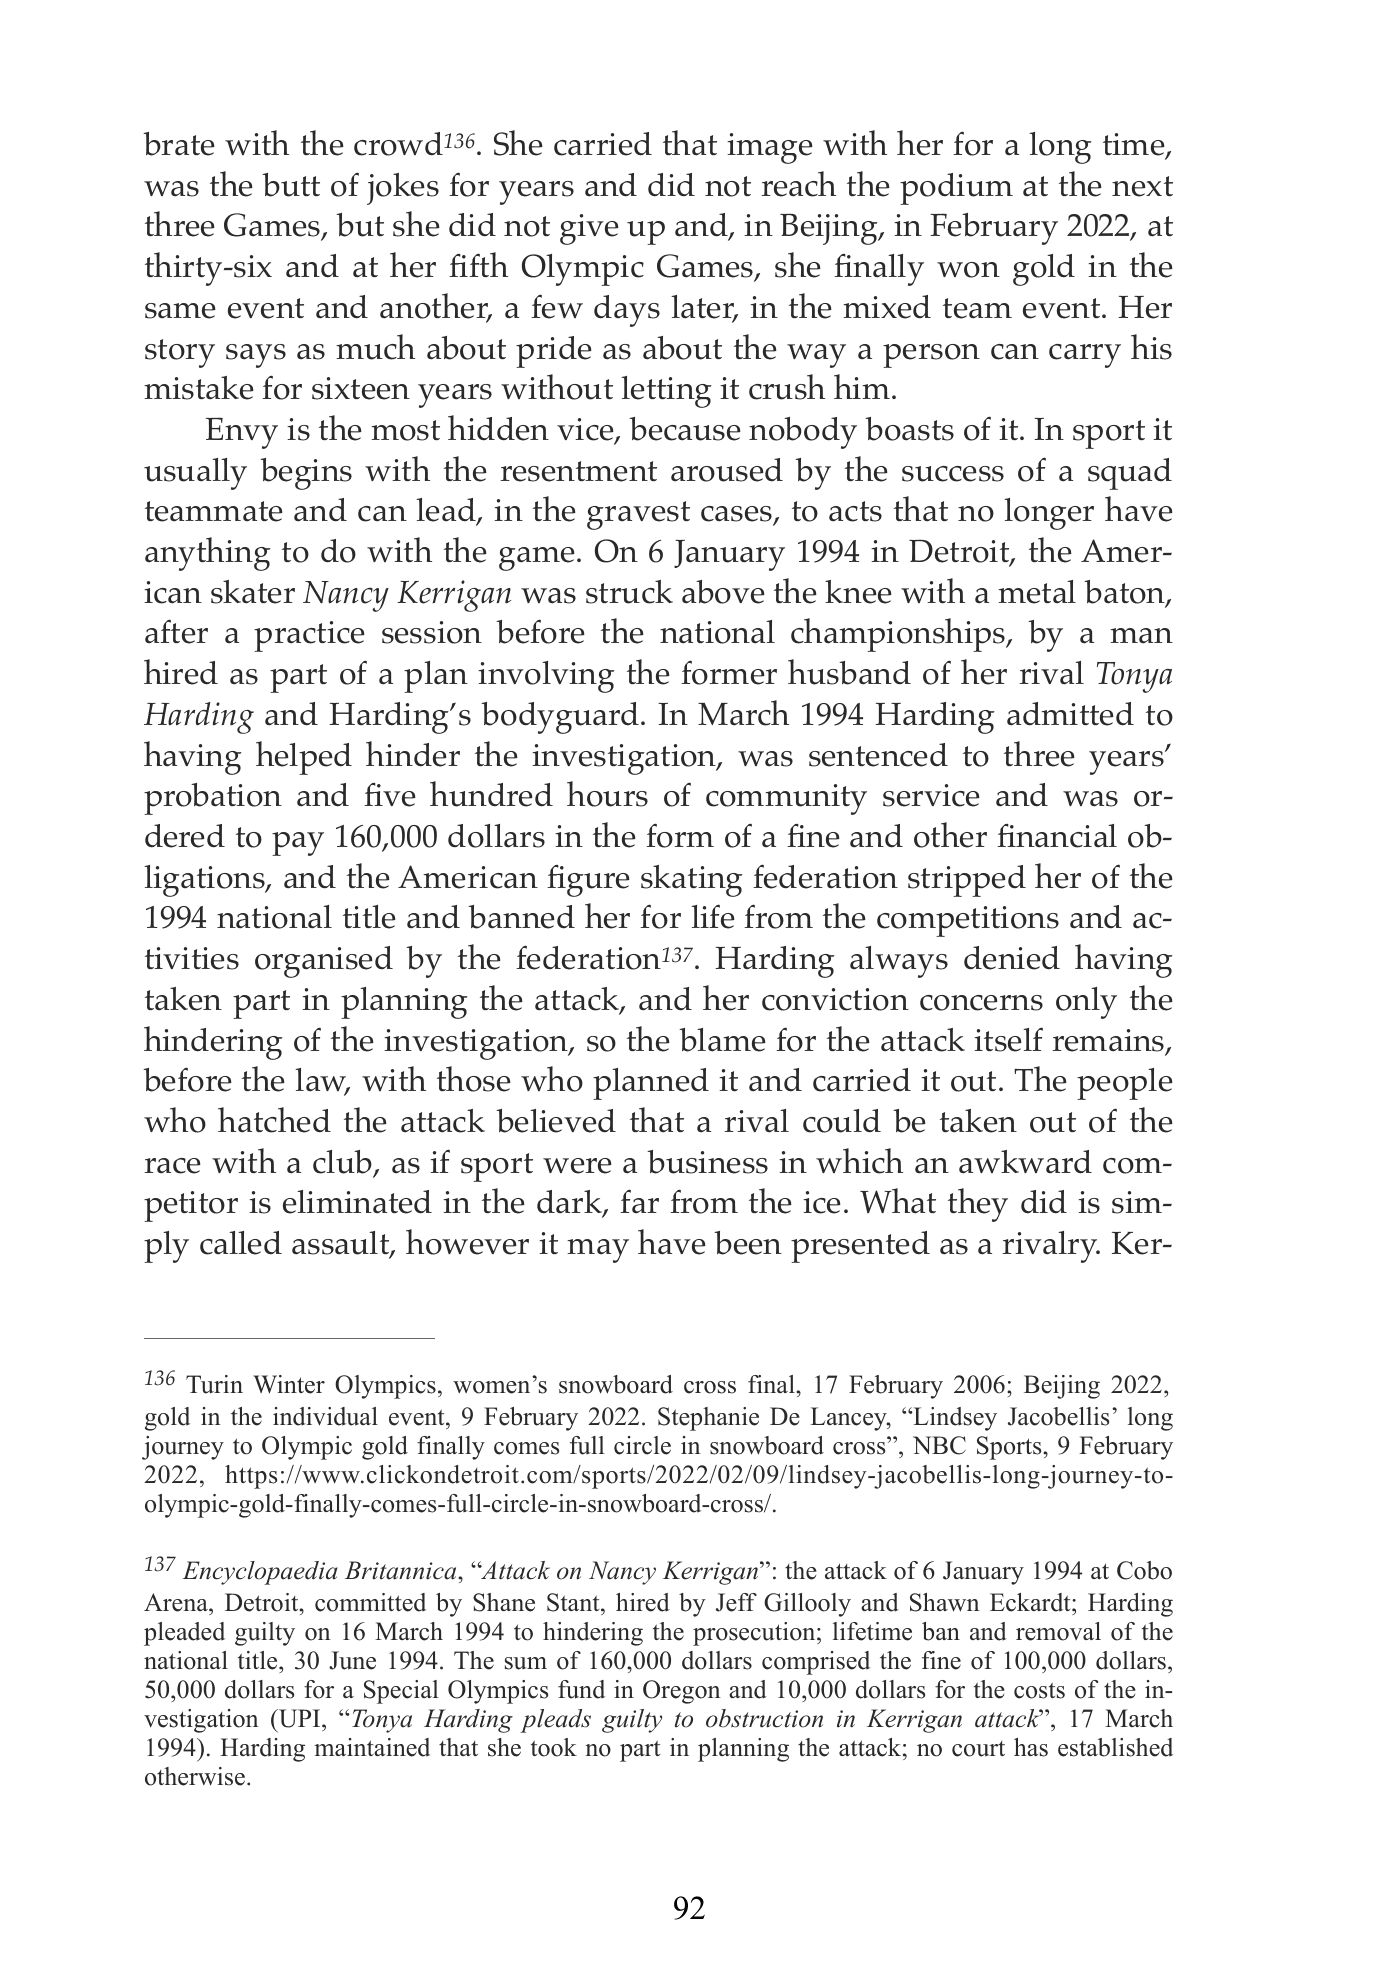 brate with the crowd136. She carried that image with her for a long time,
was the butt of jokes for years and did not reach the podium at the next
three Games, but she did not give up and, in Beijing, in February 2022, at
thirty-six and at her fifth Olympic Games, she finally won gold in the
same event and another, a few days later, in the mixed team event. Her
story says as much about pride as about the way a person can carry his
mistake for sixteen years without letting it crush him.
Envy is the most hidden vice, because nobody boasts of it. In sport it
usually begins with the resentment aroused by the success of a squad
teammate and can lead, in the gravest cases, to acts that no longer have
anything to do with the game. On 6 January 1994 in Detroit, the Amer-
ican skater Nancy Kerrigan was struck above the knee with a metal baton,
after a practice session before the national championships, by a man
hired as part of a plan involving the former husband of her rival Tonya
Harding and Harding’s bodyguard. In March 1994 Harding admitted to
having helped hinder the investigation, was sentenced to three years’
probation and five hundred hours of community service and was or-
dered to pay 160,000 dollars in the form of a fine and other financial ob-
ligations, and the American figure skating federation stripped her of the
1994 national title and banned her for life from the competitions and ac-
tivities organised by the federation137. Harding always denied having
taken part in planning the attack, and her conviction concerns only the
hindering of the investigation, so the blame for the attack itself remains,
before the law, with those who planned it and carried it out. The people
who hatched the attack believed that a rival could be taken out of the
race with a club, as if sport were a business in which an awkward com-
petitor is eliminated in the dark, far from the ice. What they did is sim-
ply called assault, however it may have been presented as a rivalry. Ker-
136 Turin Winter Olympics, women’s snowboard cross final, 17 February 2006; Beijing 2022,
gold in the individual event, 9 February 2022. Stephanie De Lancey, “Lindsey Jacobellis’ long
journey to Olympic gold finally comes full circle in snowboard cross”, NBC Sports, 9 February
2022, https://www.clickondetroit.com/sports/2022/02/09/lindsey-jacobellis-long-journey-to-
olympic-gold-finally-comes-full-circle-in-snowboard-cross/.
137 Encyclopaedia Britannica, “Attack on Nancy Kerrigan”: the attack of 6 January 1994 at Cobo
Arena, Detroit, committed by Shane Stant, hired by Jeff Gillooly and Shawn Eckardt; Harding
pleaded guilty on 16 March 1994 to hindering the prosecution; lifetime ban and removal of the
national title, 30 June 1994. The sum of 160,000 dollars comprised the fine of 100,000 dollars,
50,000 dollars for a Special Olympics fund in Oregon and 10,000 dollars for the costs of the in-
vestigation (UPI, “Tonya Harding pleads guilty to obstruction in Kerrigan attack”, 17 March
1994). Harding maintained that she took no part in planning the attack; no court has established
otherwise.
92